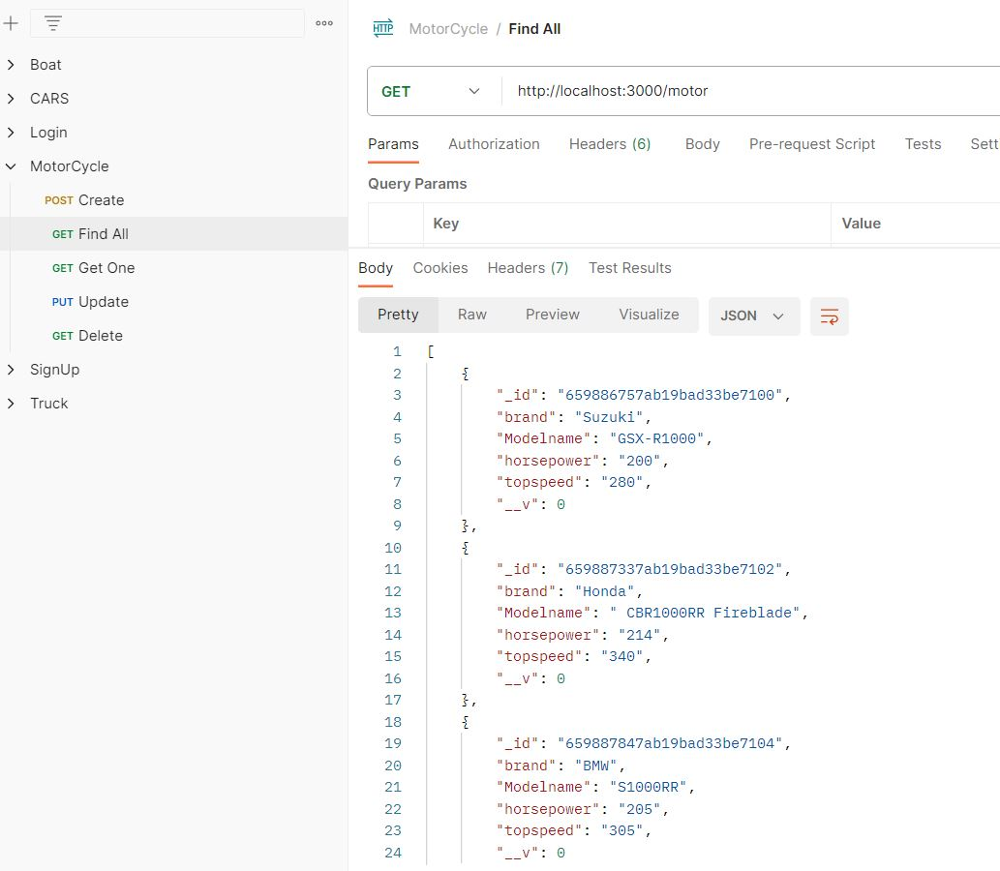 Boat
CARS
Login
MotorCycle
POST Create
GET Find All
GET Get One
PUT Update
GET Delete
SignUp
Truck
HTTP MotorCycle / Find All
GET http://localhost:3000/motor
Params Authorization Headers (6) Body Pre-request Script Tests Sett
Query Params
Key Value
Body Cookies Headers (7) Test Results
Pretty Raw Preview Visualize JSON
1 [
2 {
3 "_id": "659886757ab19bad33be7100",
4 "brand": "Suzuki",
5 "Modelname": "GSX-R1000",
6 "horsepower": "200",
7 "topspeed": "280",
8 "__v": 0
9 },
10 {
11 "_id": "659887337ab19bad33be7102",
12 "brand": "Honda",
13 "Modelname": " CBR1000RR Fireblade",
14 "horsepower": "214",
15 "topspeed": "340",
16 "__v": 0
17 },
18 {
19 "_id": "659887847ab19bad33be7104",
20 "brand": "BMW",
21 "Modelname": "S1000RR",
22 "horsepower": "205",
23 "topspeed": "305",
24 "__v": 0